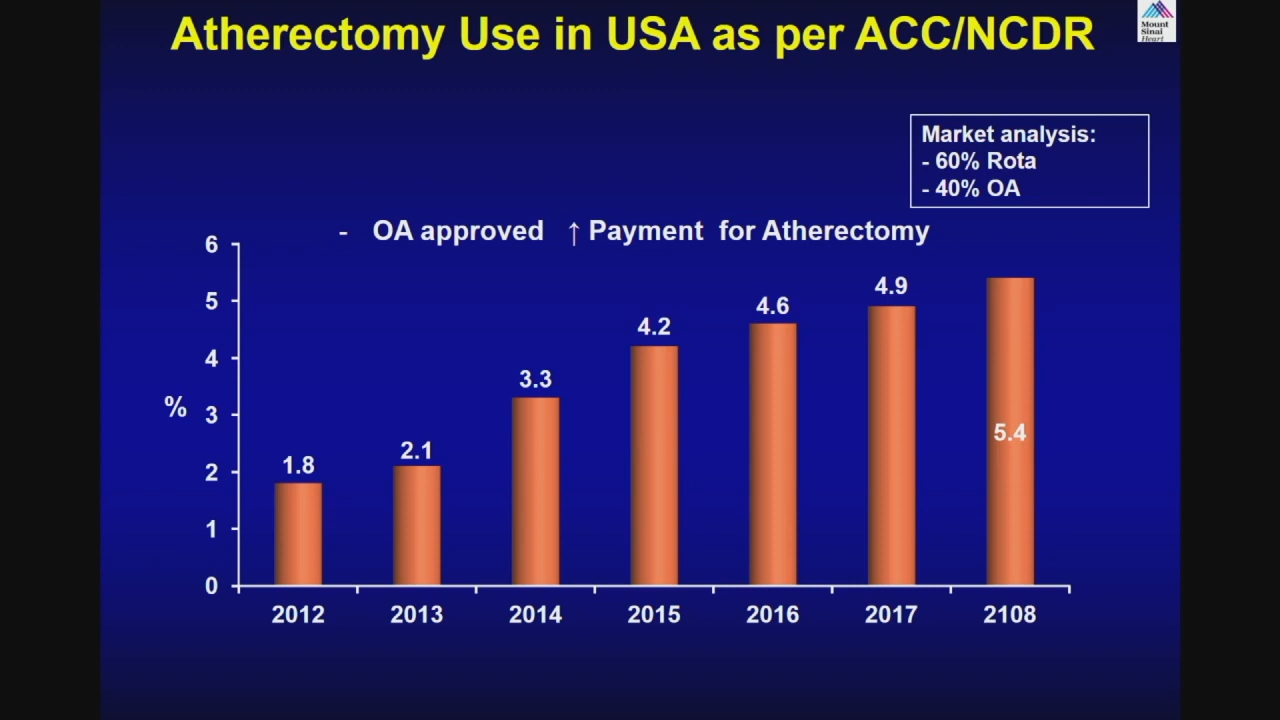 Atherectomy Use in USA as per ACC/NCDR
Mount
Sinai
Heart
Market analysis:
- 60% Rota
- 40% OA
- OA approved ↑ Payment for Atherectomy
6
5
4
% 3
2
1
0
1.8
2.1
3.3
4.2
4.6
4.9
5.4
2012 2013 2014 2015 2016 2017 2108